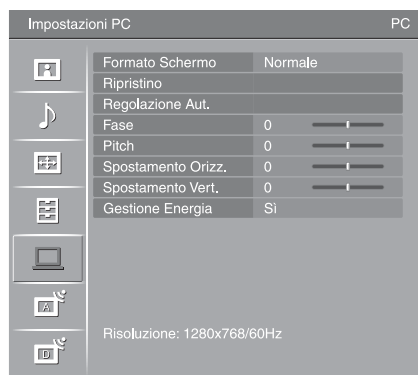 Impostazioni PC PC
Formato Schermo Normale
Ripristino
Regolazione Aut.
Fase 0
Pitch 0
Spostamento Orizz. 0
Spostamento Vert. 0
Gestione Energia Sì
A
D
Risoluzione: 1280x768/60Hz